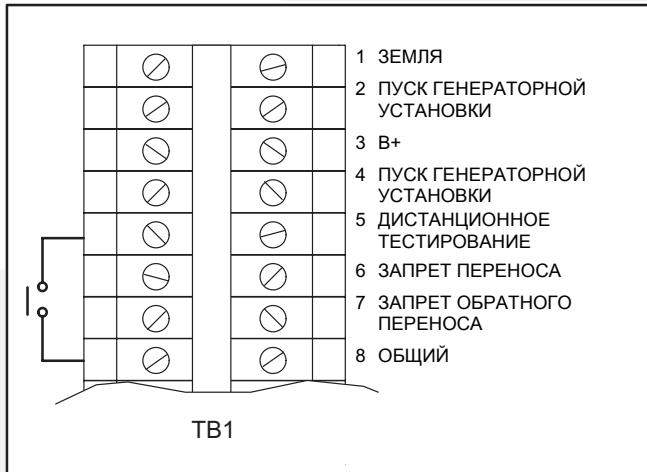 1 ЗЕМЛЯ
2 ПУСК ГЕНЕРАТОРНОЙ
УСТАНОВКИ
3 B+
4 ПУСК ГЕНЕРАТОРНОЙ
УСТАНОВКИ
5 ДИСТАНЦИОННОЕ
ТЕСТИРОВАНИЕ
6 ЗАПРЕТ ПЕРЕНОСА
7 ЗАПРЕТ ОБРАТНОГО
ПЕРЕНОСА
8 ОБЩИЙ
TB1